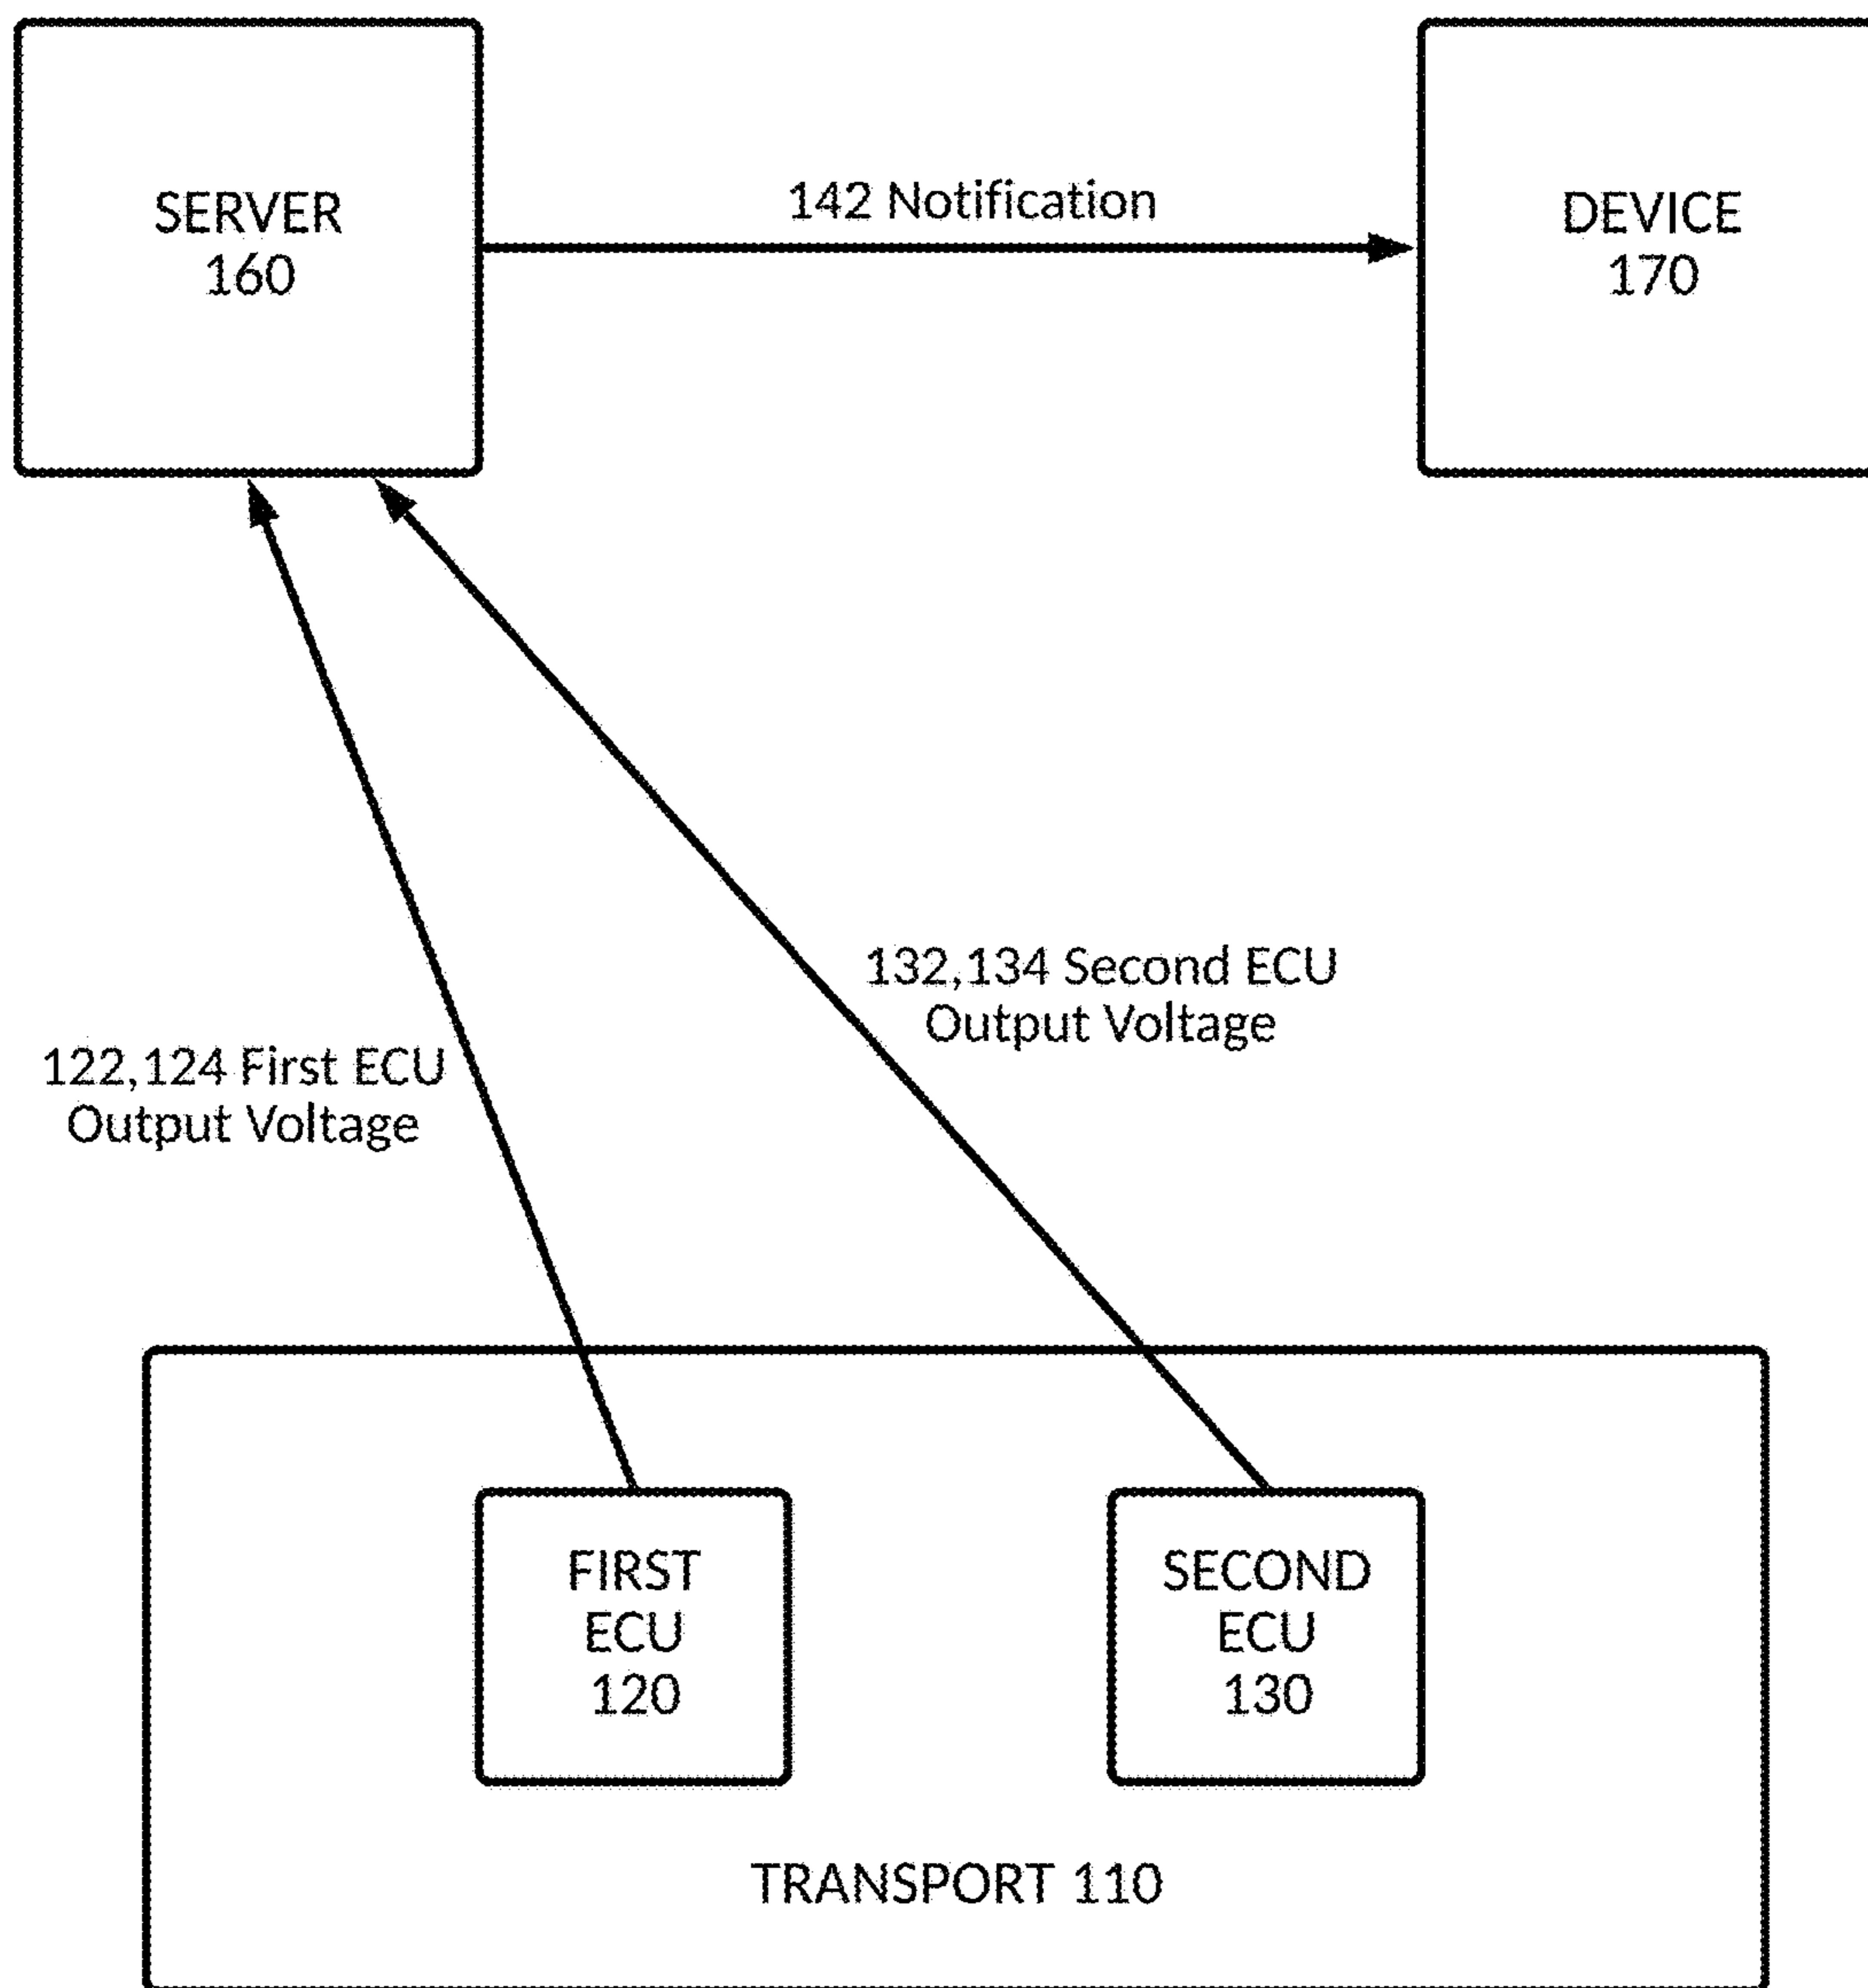 SERVER
160
142 Notification
DEVICE
170
132,134 Second ECU
Output Voltage
122,124 First ECU
Output Voltage
FIRST
ECU
120
SECOND
ECU
130
TRANSPORT 110